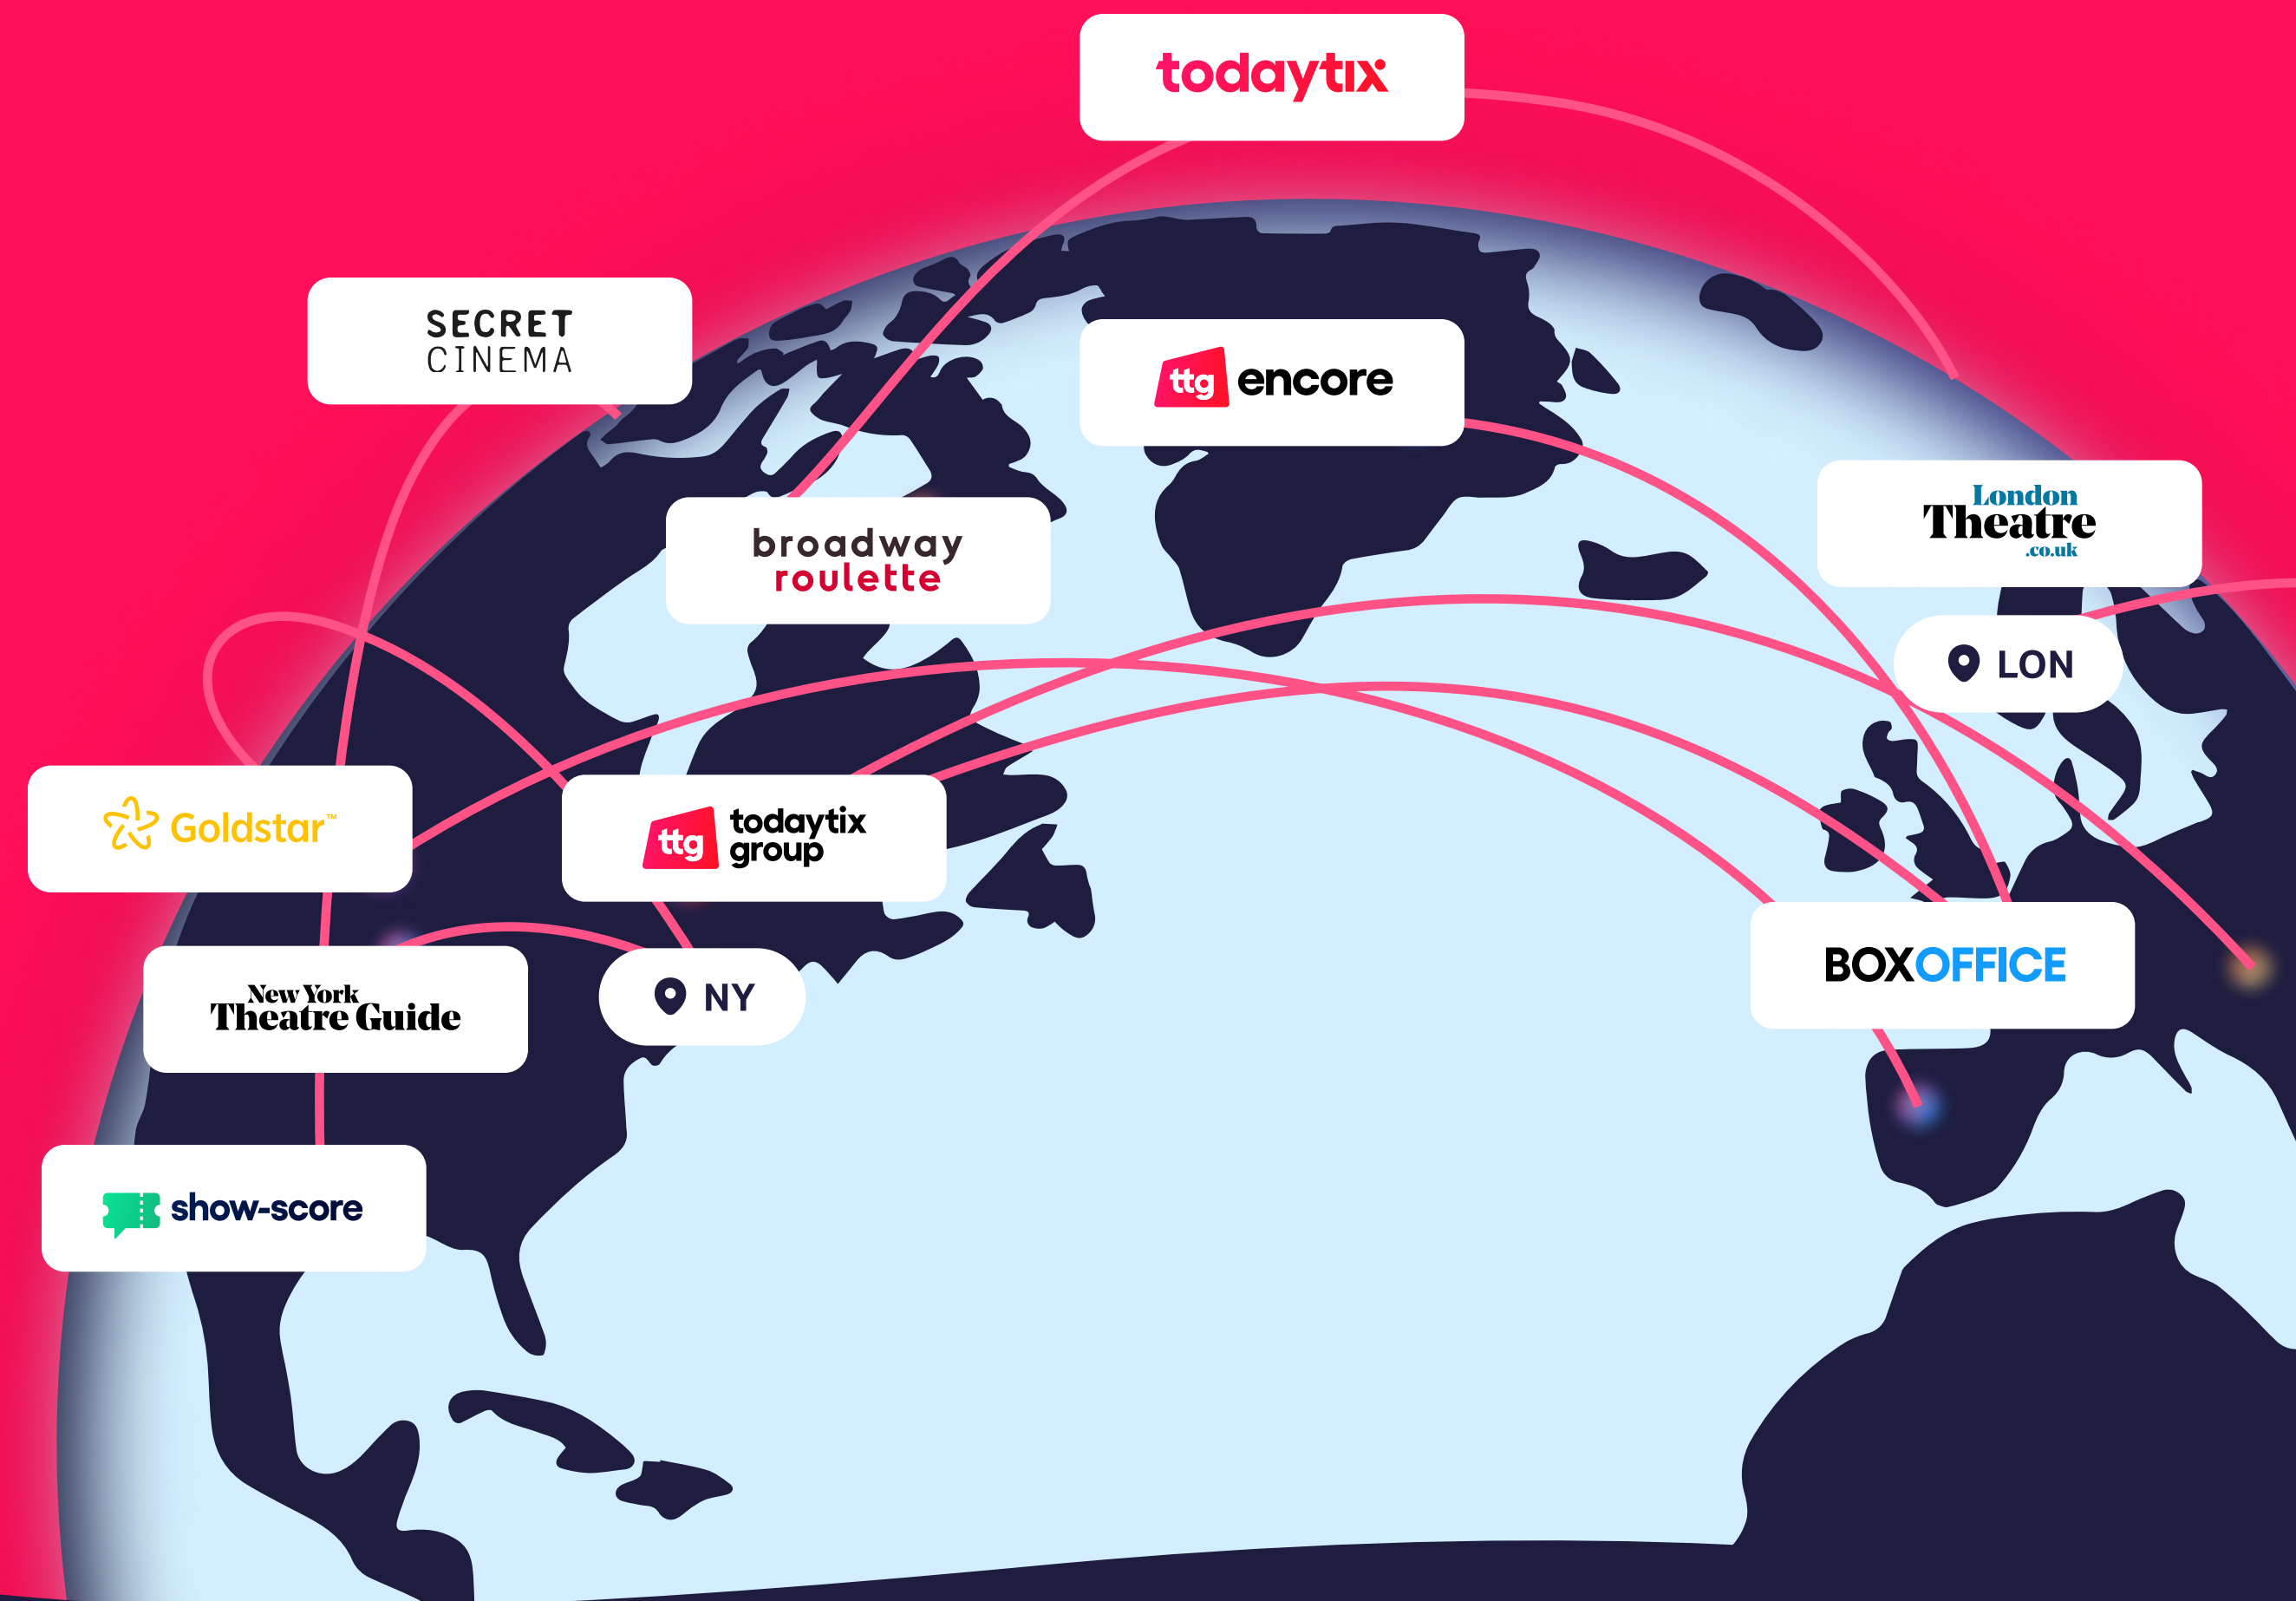 todaytix
SECRET
CINEMA
ttg encore
London
Theatre
.co.uk
broadway
roulette
LON
Goldstar™
ttg todaytix
group
BOXOFFICE
New York
Theatre Guide
NY
show-score